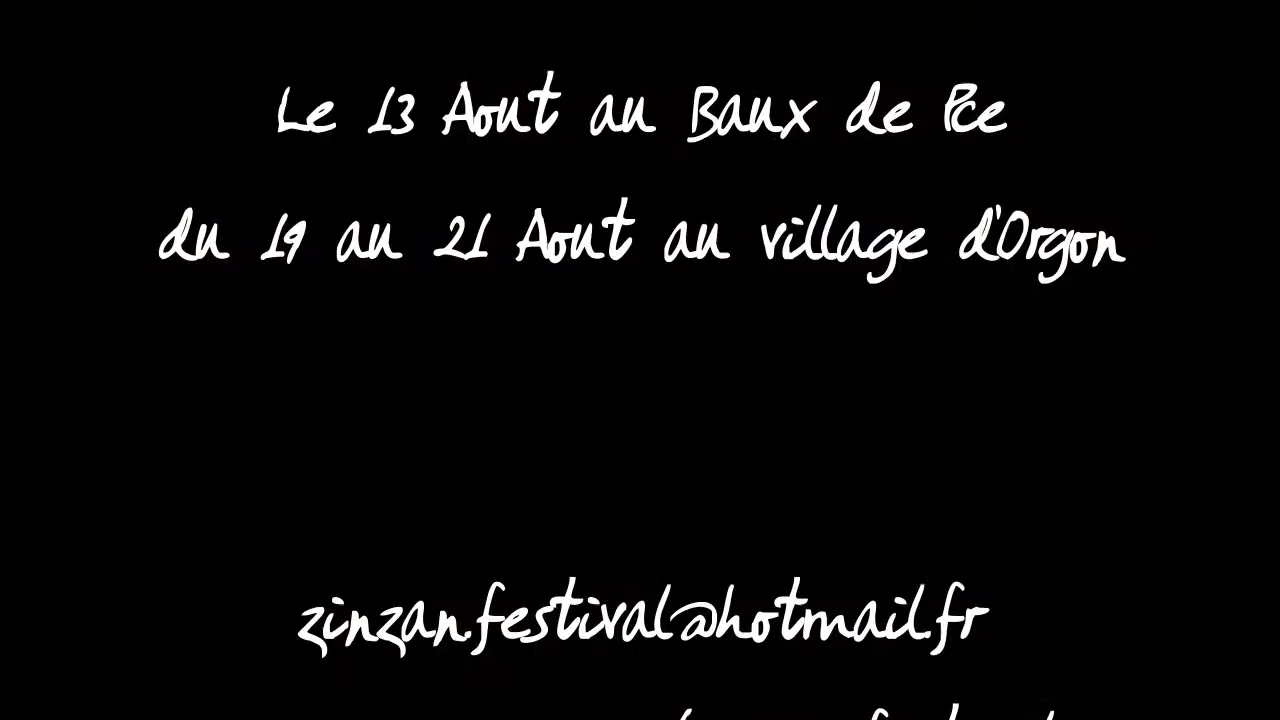 Le 13 Aout au Baux de Pce
du 19 au 21 Aout au village d'Orgon
zinzan.festival@hotmail.fr